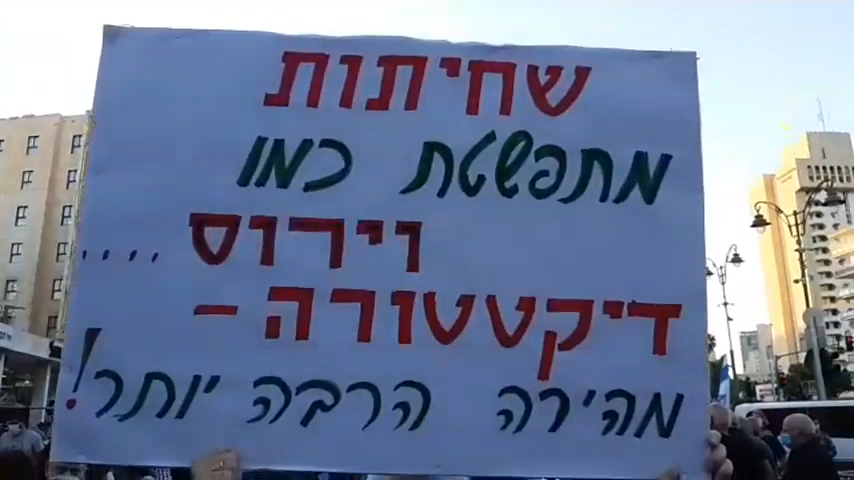 שחיתות
מתפשטת כמו
וירוס .....
דיקטטורה -
מהירה הרבה יותר!